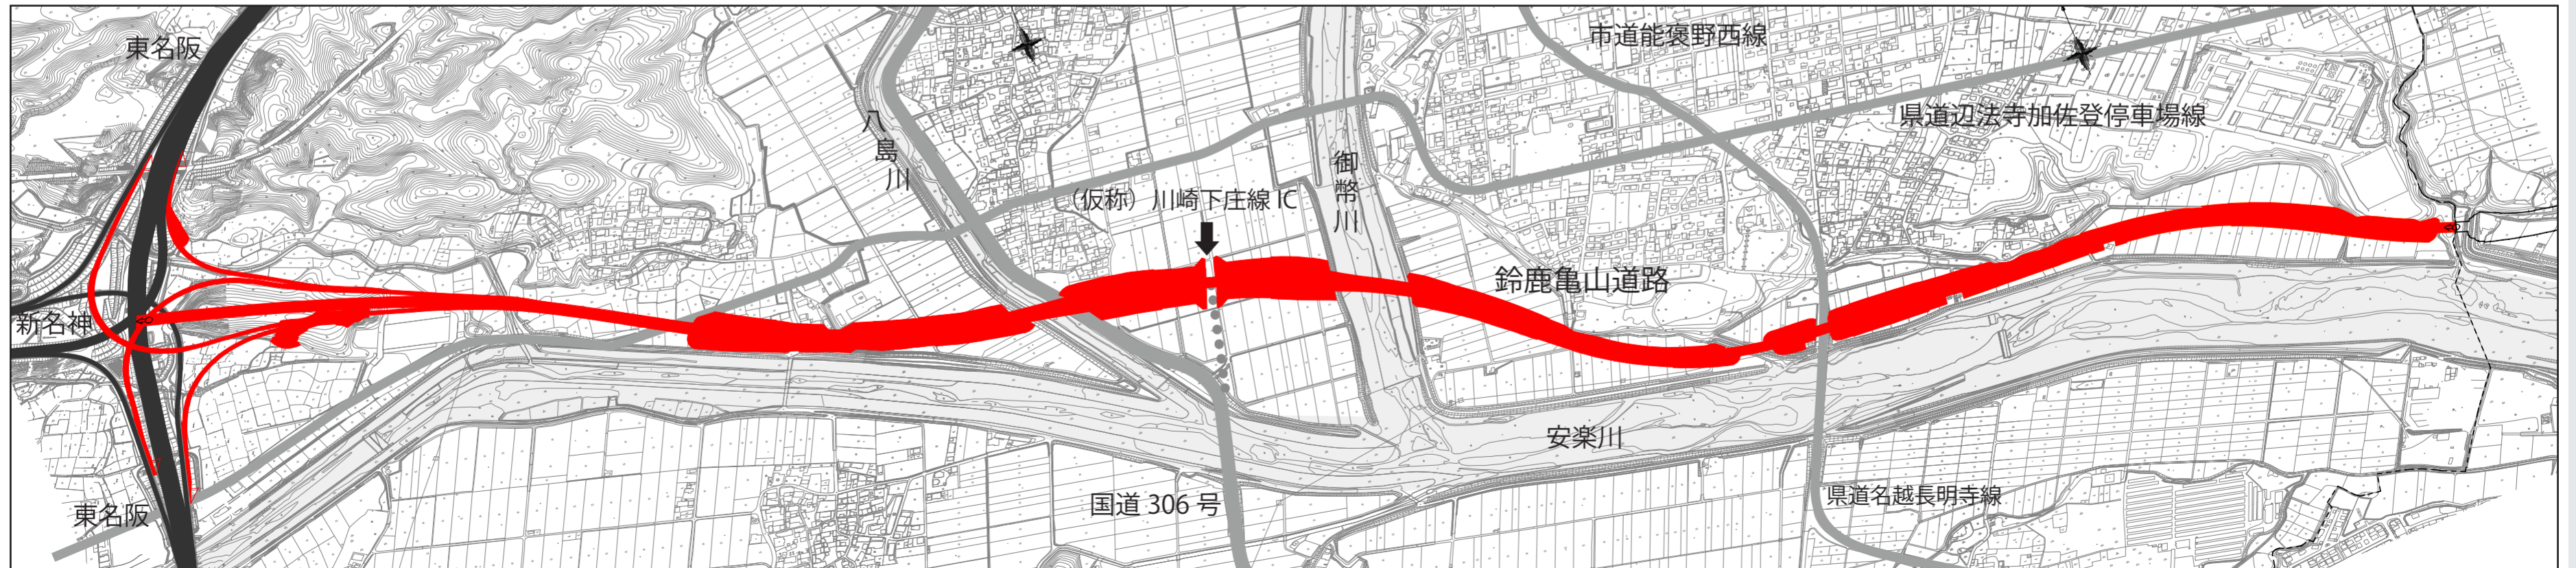 東名阪
市道能褒野西線
県道辺法寺加佐登停車場線
八島川
御幣川
（仮称）川崎下庄線 IC
鈴鹿亀山道路
新名神
安楽川
国道 306 号
県道名越長明寺線
東名阪